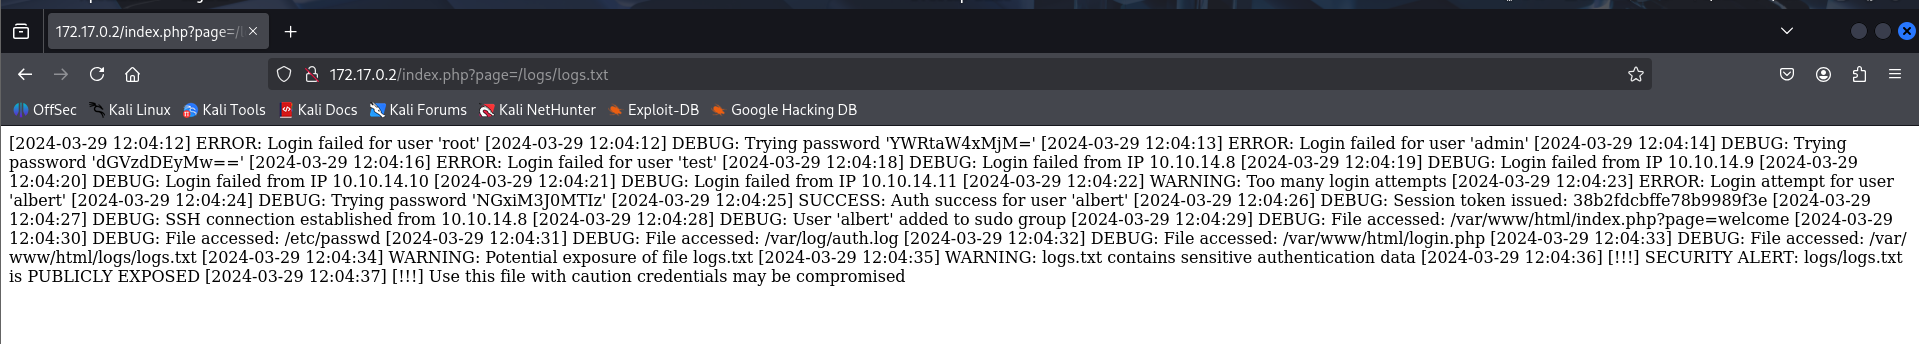 172.17.0.2/index.php?page=/l
172.17.0.2/index.php?page=/logs/logs.txt
OffSec Kali Linux Kali Tools Kali Docs Kali Forums Kali NetHunter Exploit-DB Google Hacking DB
[2024-03-29 12:04:12] ERROR: Login failed for user 'root' [2024-03-29 12:04:12] DEBUG: Trying password 'YWRtaW4xMjM=' [2024-03-29 12:04:13] ERROR: Login failed for user 'admin' [2024-03-29 12:04:14] DEBUG: Trying
password 'dGVzdDEyMw==' [2024-03-29 12:04:16] ERROR: Login failed for user 'test' [2024-03-29 12:04:18] DEBUG: Login failed from IP 10.10.14.8 [2024-03-29 12:04:19] DEBUG: Login failed from IP 10.10.14.9 [2024-03-29
12:04:20] DEBUG: Login failed from IP 10.10.14.10 [2024-03-29 12:04:21] DEBUG: Login failed from IP 10.10.14.11 [2024-03-29 12:04:22] WARNING: Too many login attempts [2024-03-29 12:04:23] ERROR: Login attempt for user
'albert' [2024-03-29 12:04:24] DEBUG: Trying password 'NGxiM3J0MTIz' [2024-03-29 12:04:25] SUCCESS: Auth success for user 'albert' [2024-03-29 12:04:26] DEBUG: Session token issued: 38b2fdcbffe78b9989f3e [2024-03-29
12:04:27] DEBUG: SSH connection established from 10.10.14.8 [2024-03-29 12:04:28] DEBUG: User 'albert' added to sudo group [2024-03-29 12:04:29] DEBUG: File accessed: /var/www/html/index.php?page=welcome [2024-03-29
12:04:30] DEBUG: File accessed: /etc/passwd [2024-03-29 12:04:31] DEBUG: File accessed: /var/log/auth.log [2024-03-29 12:04:32] DEBUG: File accessed: /var/www/html/login.php [2024-03-29 12:04:33] DEBUG: File accessed: /var/
www/html/logs/logs.txt [2024-03-29 12:04:34] WARNING: Potential exposure of file logs.txt [2024-03-29 12:04:35] WARNING: logs.txt contains sensitive authentication data [2024-03-29 12:04:36] [!!!] SECURITY ALERT: logs/logs.txt
is PUBLICLY EXPOSED [2024-03-29 12:04:37] [!!!] Use this file with caution credentials may be compromised